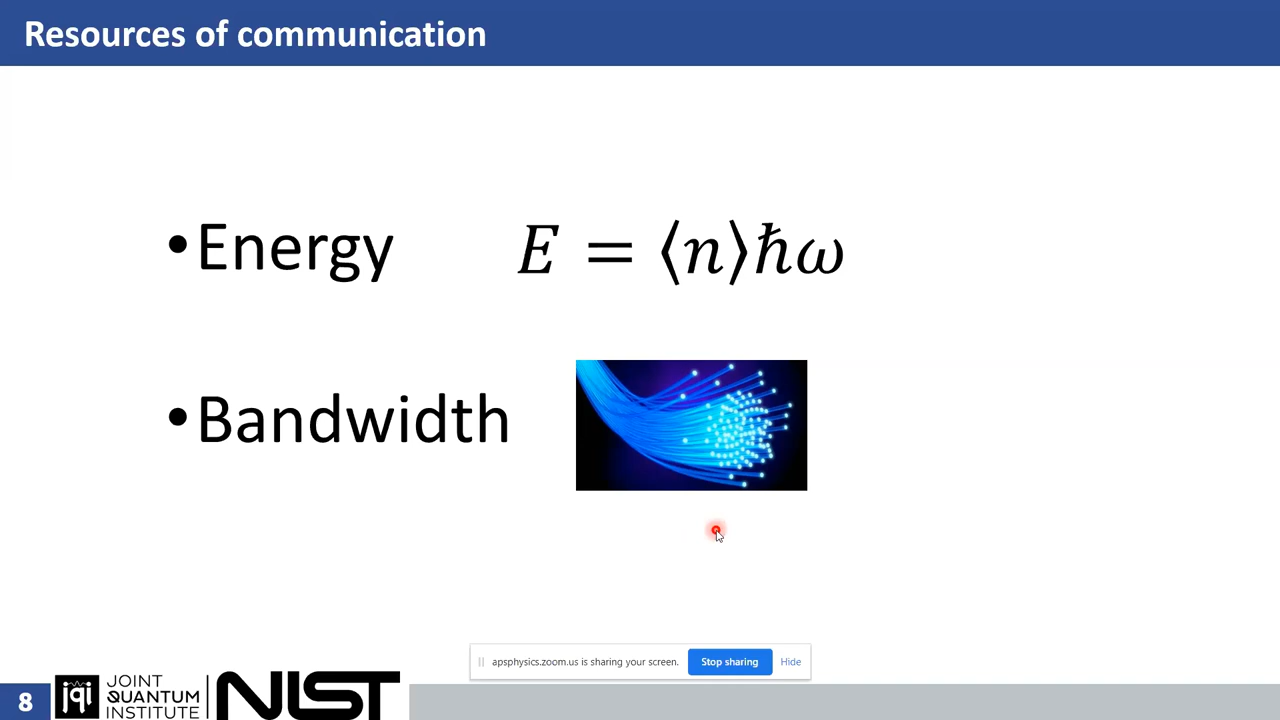 Resources of communication
•Energy E = ⟨n⟩ℏω
•Bandwidth
apsphysics.zoom.us is sharing your screen. Stop sharing Hide
8 jqi JOINT QUANTUM INSTITUTE NIST